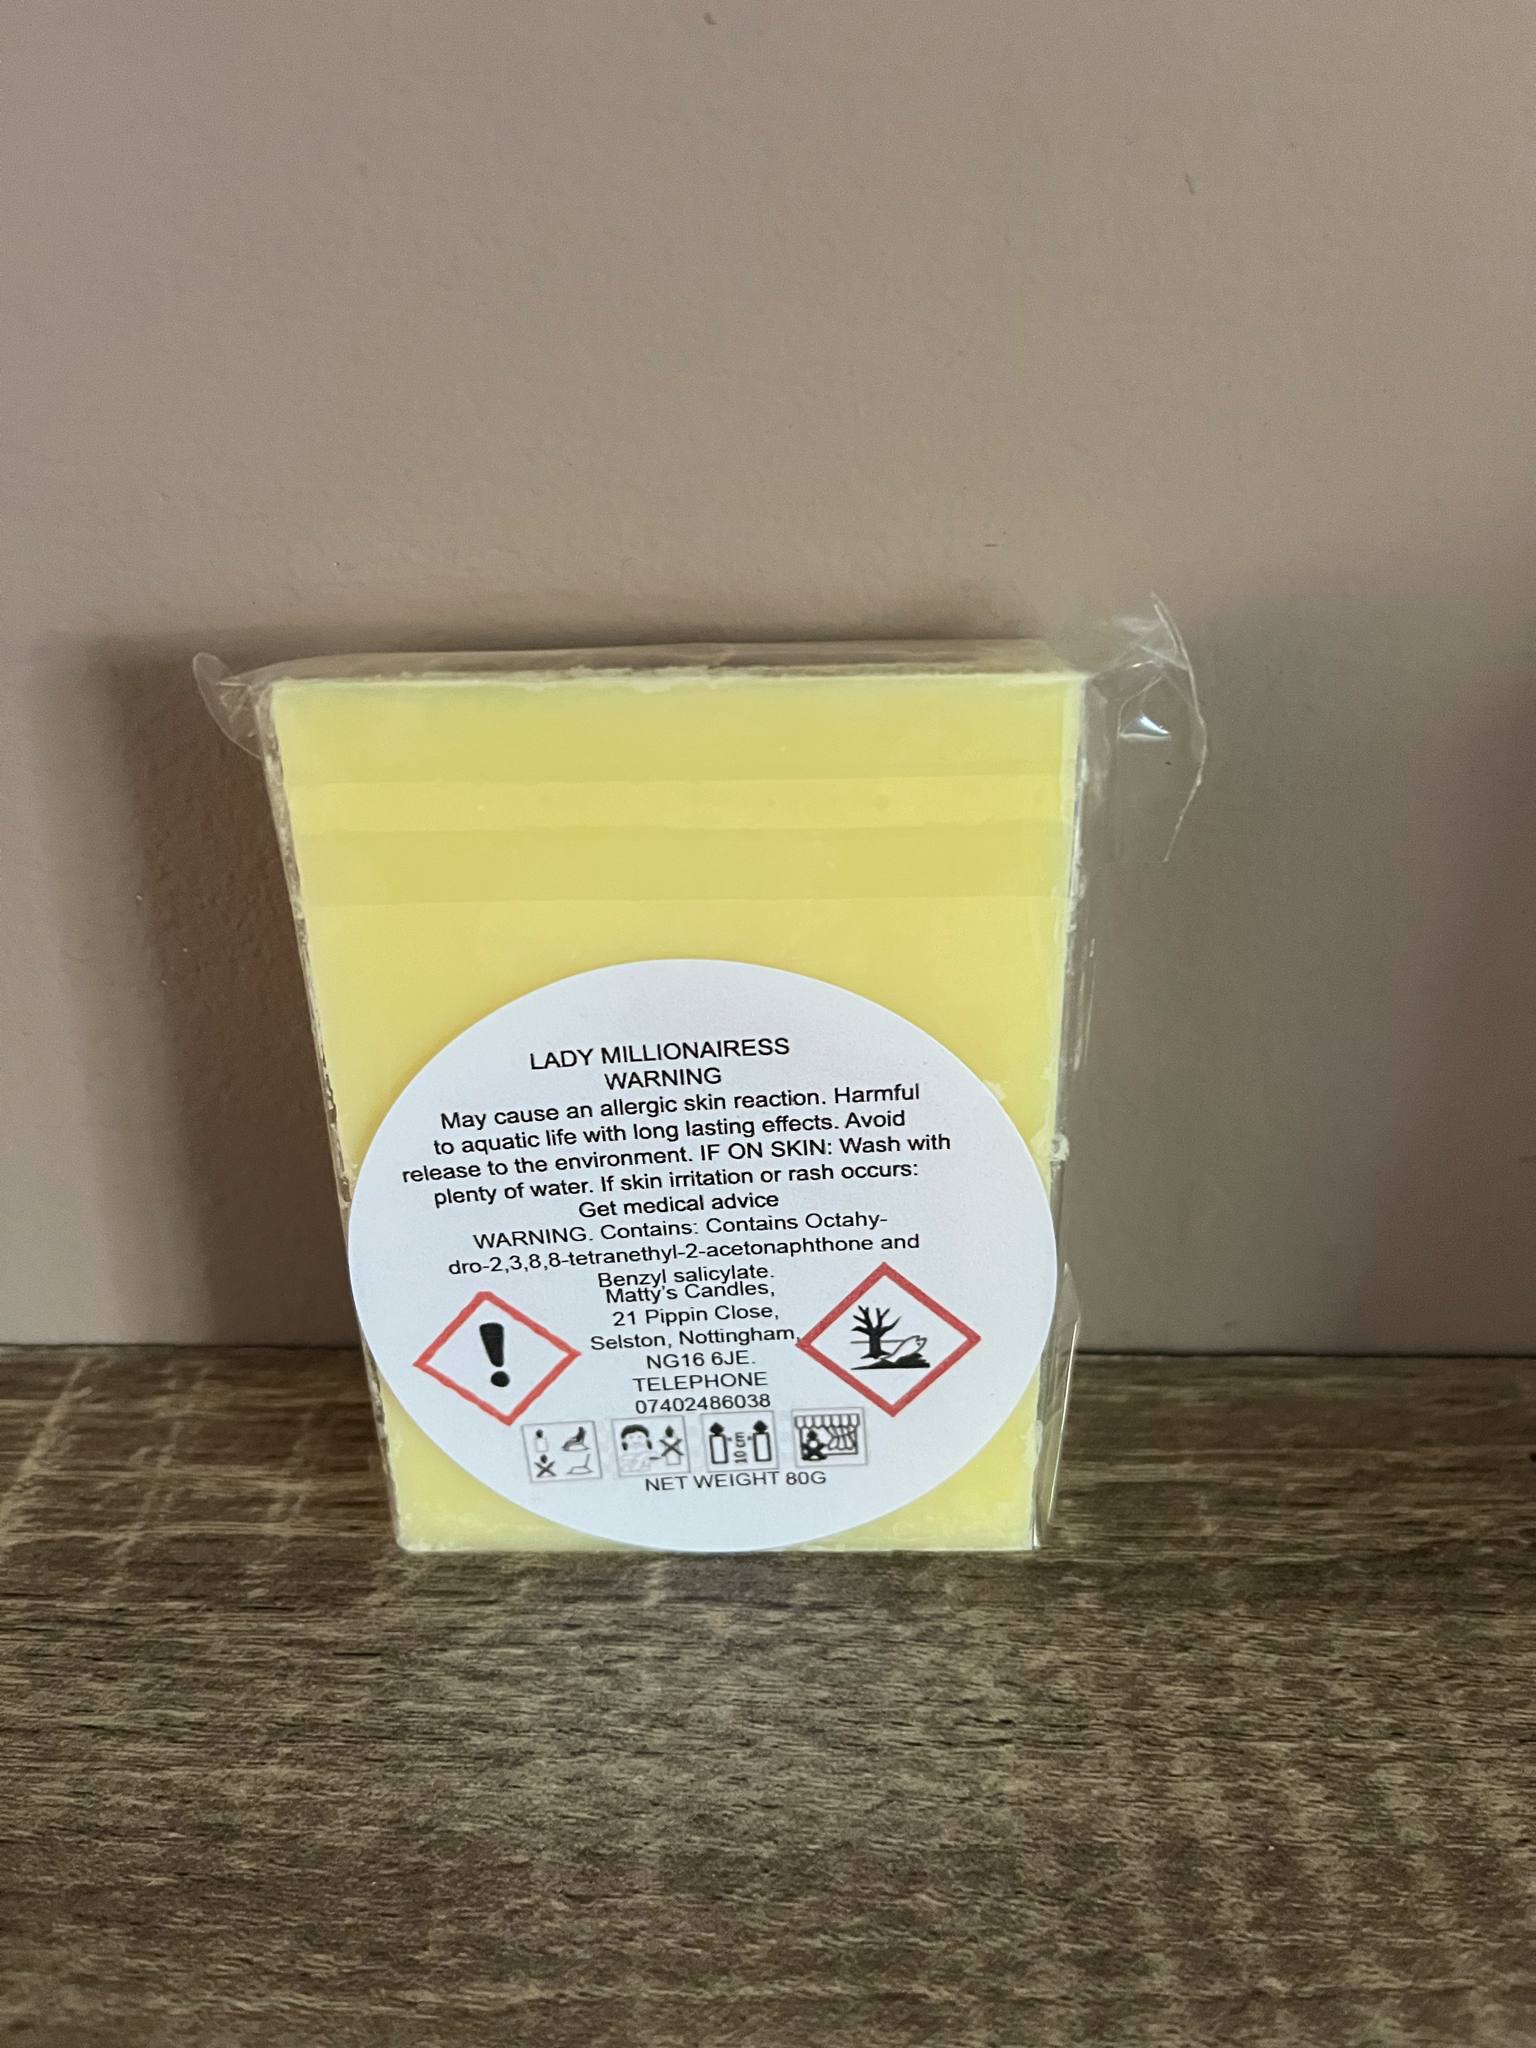 LADY MILLIONAIRESS
WARNING
May cause an allergic skin reaction. Harmful
to aquatic life with long lasting effects. Avoid
release to the environment. IF ON SKIN: Wash with
plenty of water. If skin irritation or rash occurs:
Get medical advice
WARNING. Contains: Contains Octahy-
dro-2,3,8,8-tetranethyl-2-acetonaphthone and
Benzyl salicylate.
Matty's Candles,
21 Pippin Close,
Selston, Nottingham,
NG16 6JE.
TELEPHONE
07402486038
NET WEIGHT 80G